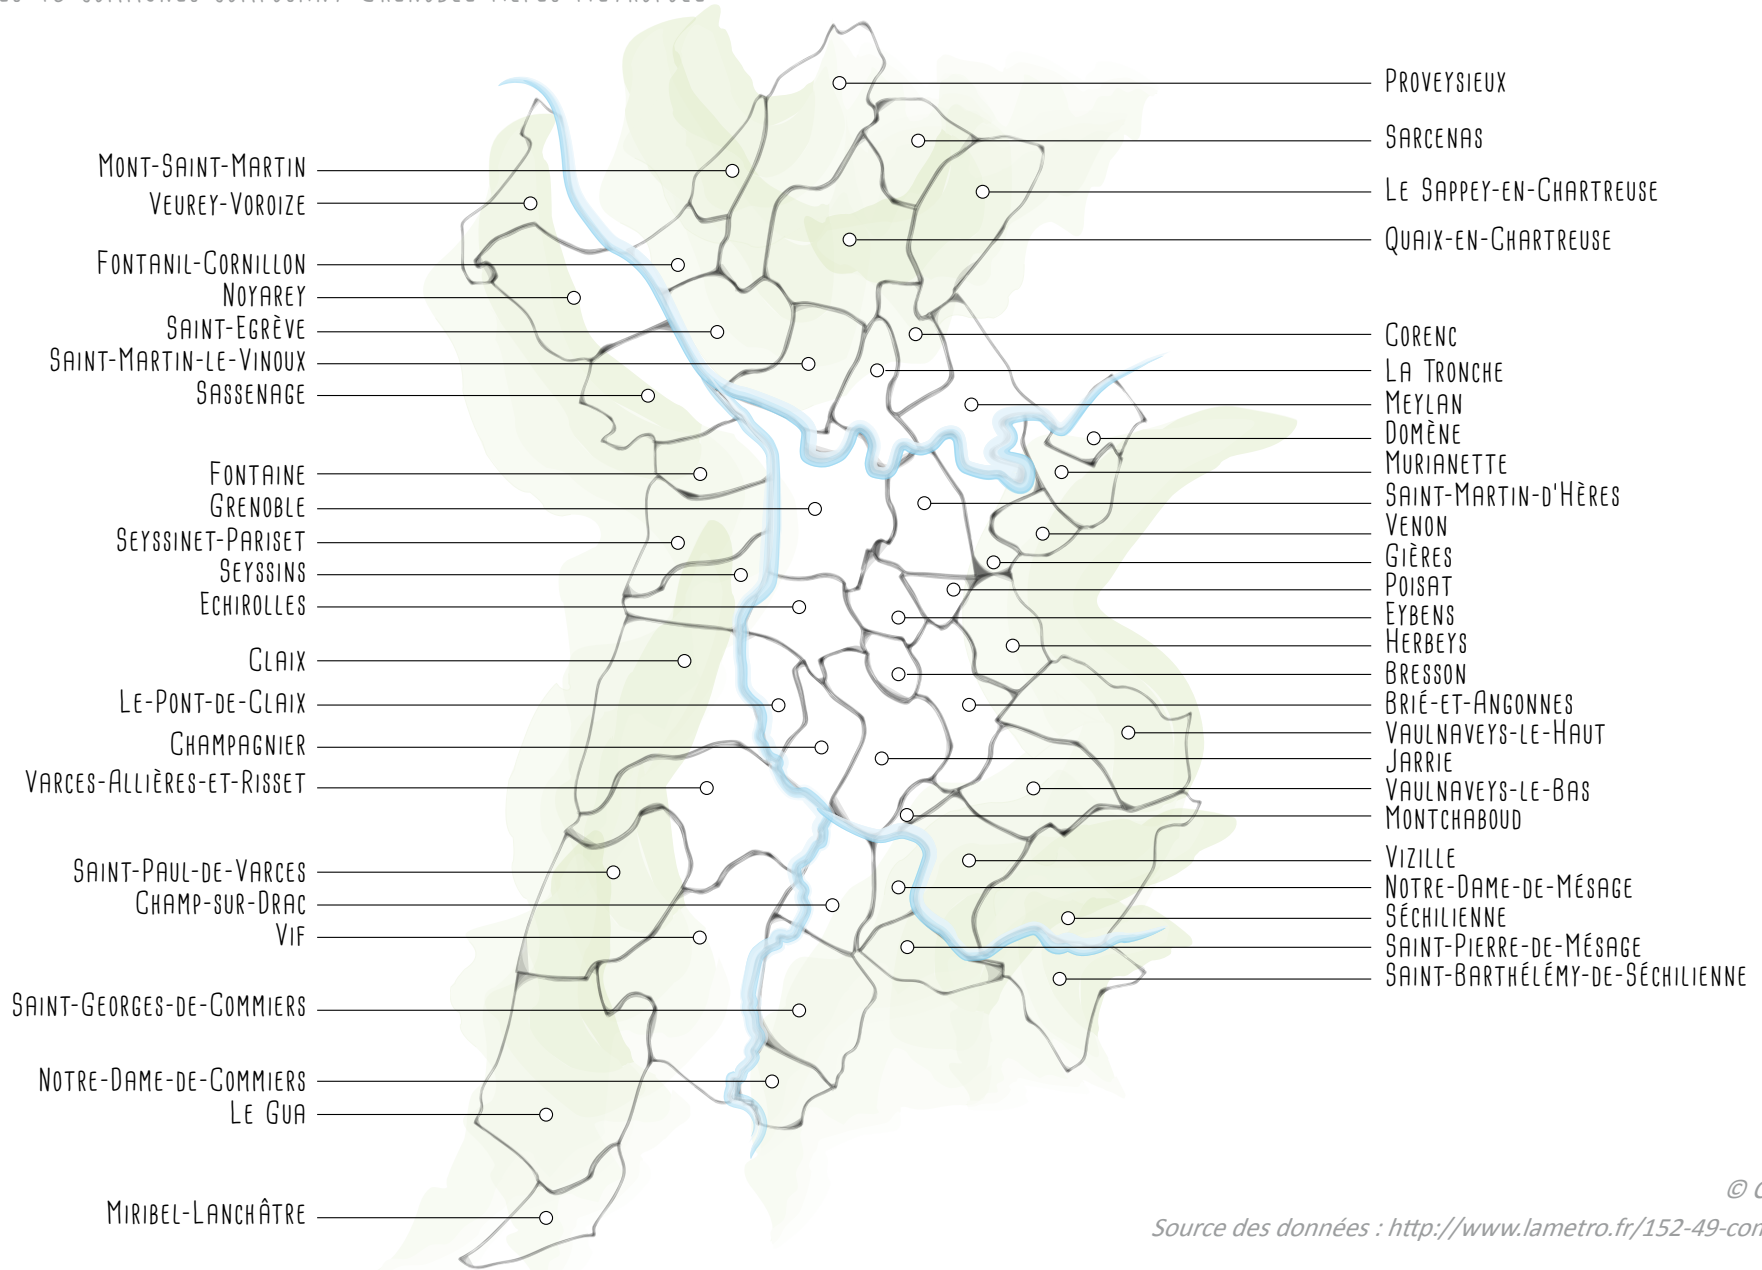 Mont-Saint-Martin
Veurey-Voroize
Fontanil-Cornillon
Noyarey
Saint-Egrève
Saint-Martin-le-Vinoux
Sassenage
Fontaine
Grenoble
Seyssinet-Pariset
Seyssins
Echirolles
Claix
Le-Pont-de-Claix
Champagnier
Varces-Allières-et-Risset
Saint-Paul-de-Varces
Champ-sur-Drac
Vif
Saint-Georges-de-Commiers
Notre-Dame-de-Commiers
Le Gua
Miribel-Lanchâtre
Proveysieux
Sarcenas
Le Sappey-en-Chartreuse
Quaix-en-Chartreuse
Corenc
La Tronche
Meylan
Domène
Murianette
Saint-Martin-d'Hères
Venon
Gières
Poisat
Eybens
Herbeys
Bresson
Brié-et-Angonnes
Vaulnaveys-le-Haut
Jarrie
Vaulnaveys-le-Bas
Montchaboud
Vizille
Notre-Dame-de-Mésage
Séchilienne
Saint-Pierre-de-Mésage
Saint-Barthélémy-de-Séchilienne
©
Source des données : http://www.lametro.fr/152-49-com